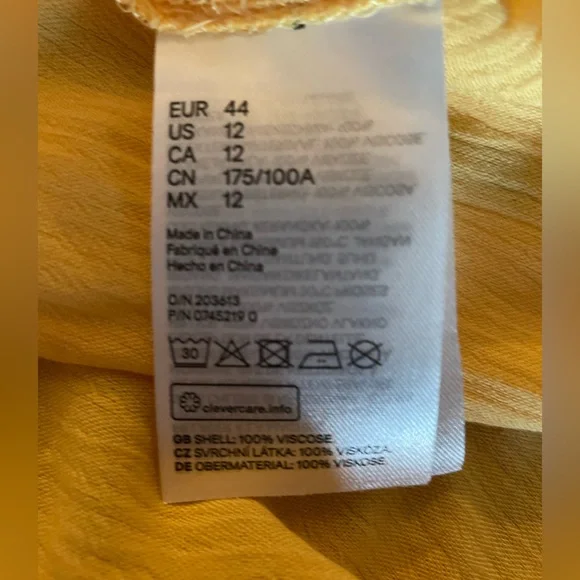 EUR 44
US 12
CA 12
CN 175/100A
MX 12
Made in China
Fabriqué en China
Hecho en China
O/N 203613
P/N 0745219 0
30
clevercare.info
GB SHELL: 100% VISCOSE.
CZ SVRCHNÍ LÁTKA: 100% VISKÓZA.
DE OBERMATERIAL: 100% VISKOSE.